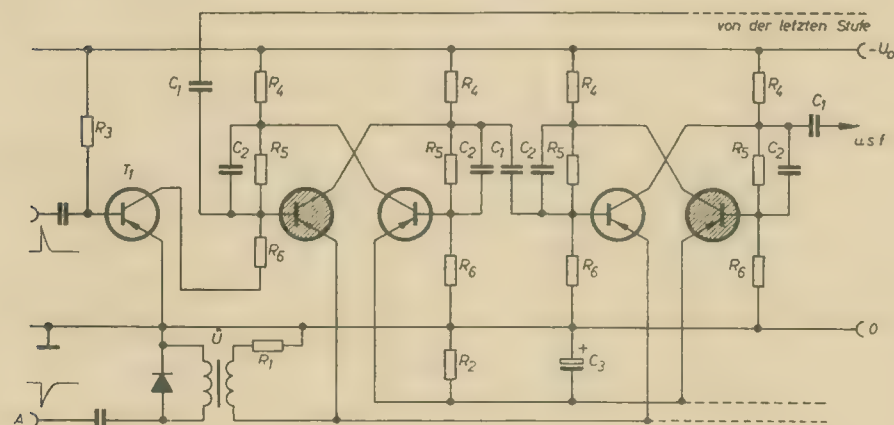 von der letzten Stufe
-U₀
C₁ R₄ R₄ R₄ R₄ C₁
R₃
u.s.f
C₂ R₅ R₅ C₂ C₁ C₂ R₅ R₅ C₂
T₁
R₆ R₆ R₆ R₆
0
Ü
R₁ R₂ + C₃
A